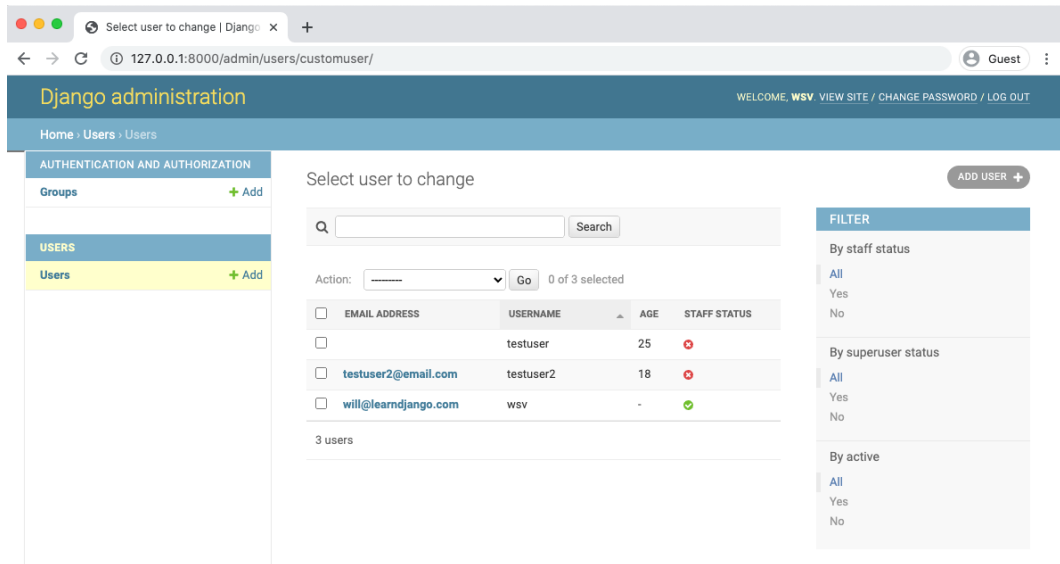 Select user to change | Django
127.0.0.1:8000/admin/users/customuser/
Guest
Django administration
WELCOME, WSV. VIEW SITE / CHANGE PASSWORD / LOG OUT
Home › Users › Users
AUTHENTICATION AND AUTHORIZATION
Groups + Add
USERS
Users + Add
Select user to change
ADD USER +
Search
Action: --------- Go 0 of 3 selected
EMAIL ADDRESS USERNAME AGE STAFF STATUS
testuser 25
testuser2@email.com testuser2 18
will@learndjango.com wsv -
3 users
FILTER
By staff status
All
Yes
No
By superuser status
All
Yes
No
By active
All
Yes
No